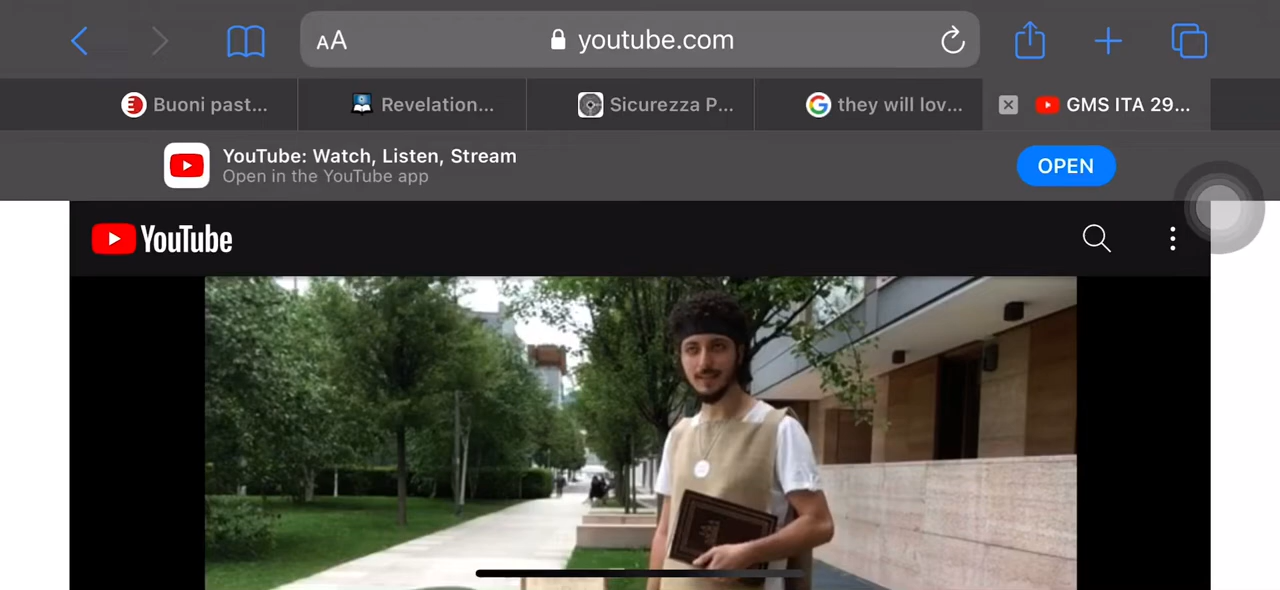 AA youtube.com
Buoni past... Revelation... Sicurezza P... they will lov... GMS ITA 29...
YouTube: Watch, Listen, Stream
Open in the YouTube app
OPEN
YouTube